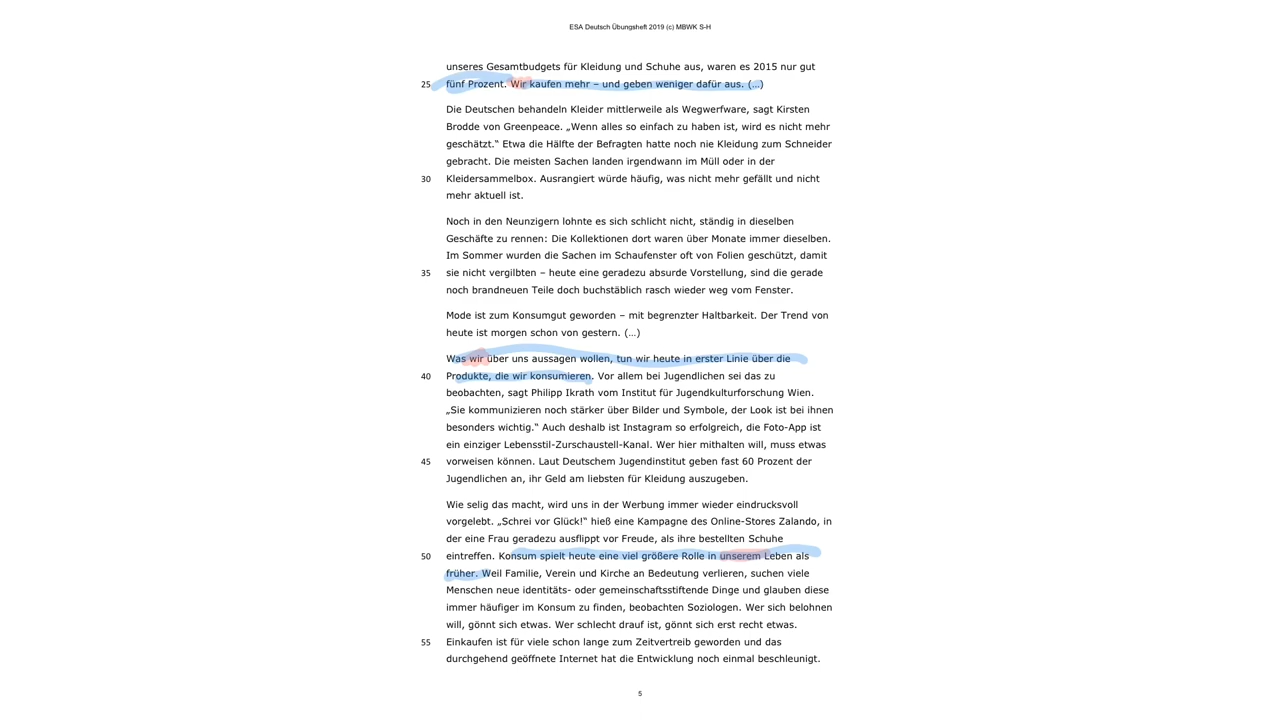 ESA Deutsch Übungsheft 2019 (c) MBWK S-H
unseres Gesamtbudgets für Kleidung und Schuhe aus, waren es 2015 nur gut
25 fünf Prozent. Wir kaufen mehr – und geben weniger dafür aus. (…)
Die Deutschen behandeln Kleider mittlerweile als Wegwerfware, sagt Kirsten
Brodde von Greenpeace. „Wenn alles so einfach zu haben ist, wird es nicht mehr
geschätzt.“ Etwa die Hälfte der Befragten hatte noch nie Kleidung zum Schneider
gebracht. Die meisten Sachen landen irgendwann im Müll oder in der
30 Kleidersammelbox. Ausrangiert würde häufig, was nicht mehr gefällt und nicht
mehr aktuell ist.
Noch in den Neunzigern lohnte es sich schlicht nicht, ständig in dieselben
Geschäfte zu rennen: Die Kollektionen dort waren über Monate immer dieselben.
Im Sommer wurden die Sachen im Schaufenster oft von Folien geschützt, damit
35 sie nicht vergilbten – heute eine geradezu absurde Vorstellung, sind die gerade
noch brandneuen Teile doch buchstäblich rasch wieder weg vom Fenster.
Mode ist zum Konsumgut geworden – mit begrenzter Haltbarkeit. Der Trend von
heute ist morgen schon von gestern. (…)
Was wir über uns aussagen wollen, tun wir heute in erster Linie über die
40 Produkte, die wir konsumieren. Vor allem bei Jugendlichen sei das zu
beobachten, sagt Philipp Ikrath vom Institut für Jugendkulturforschung Wien.
„Sie kommunizieren noch stärker über Bilder und Symbole, der Look ist bei ihnen
besonders wichtig.“ Auch deshalb ist Instagram so erfolgreich, die Foto-App ist
ein einziger Lebensstil-Zurschaustell-Kanal. Wer hier mithalten will, muss etwas
45 vorweisen können. Laut Deutschem Jugendinstitut geben fast 60 Prozent der
Jugendlichen an, ihr Geld am liebsten für Kleidung auszugeben.
Wie selig das macht, wird uns in der Werbung immer wieder eindrucksvoll
vorgelebt. „Schrei vor Glück!“ hieß eine Kampagne des Online-Stores Zalando, in
der eine Frau geradezu ausflippt vor Freude, als ihre bestellten Schuhe
50 eintreffen. Konsum spielt heute eine viel größere Rolle in unserem Leben als
früher. Weil Familie, Verein und Kirche an Bedeutung verlieren, suchen viele
Menschen neue identitäts- oder gemeinschaftsstiftende Dinge und glauben diese
immer häufiger im Konsum zu finden, beobachten Soziologen. Wer sich belohnen
will, gönnt sich etwas. Wer schlecht drauf ist, gönnt sich erst recht etwas.
55 Einkaufen ist für viele schon lange zum Zeitvertreib geworden und das
durchgehend geöffnete Internet hat die Entwicklung noch einmal beschleunigt.
5